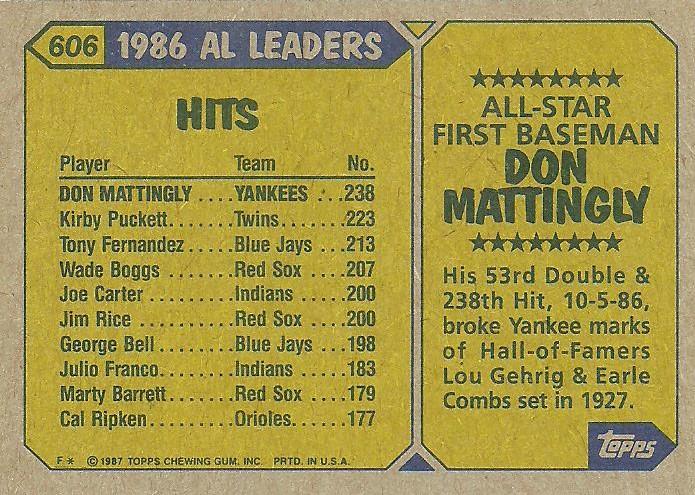 606 1986 AL LEADERS
HITS
Player Team No.
DON MATTINGLY ....YANKEES ...238
Kirby Puckett......Twins.......223
Tony Fernandez......Blue Jays ....213
Wade Boggs .......Red Sox ....207
Joe Carter .........Indians .....200
Jim Rice ..........Red Sox ....200
George Bell........Blue Jays ....198
Julio Franco........Indians .....183
Marty Barrett.......Red Sox ....179
Cal Ripken.........Orioles......177
F* © 1987 TOPPS CHEWING GUM, INC. PRTD. IN U.S.A.
★★★★★★★★
ALL-STAR
FIRST BASEMAN
DON
MATTINGLY
★★★★★★★★
His 53rd Double &
238th Hit, 10-5-86,
broke Yankee marks
of Hall-of-Famers
Lou Gehrig & Earle
Combs set in 1927.
topps